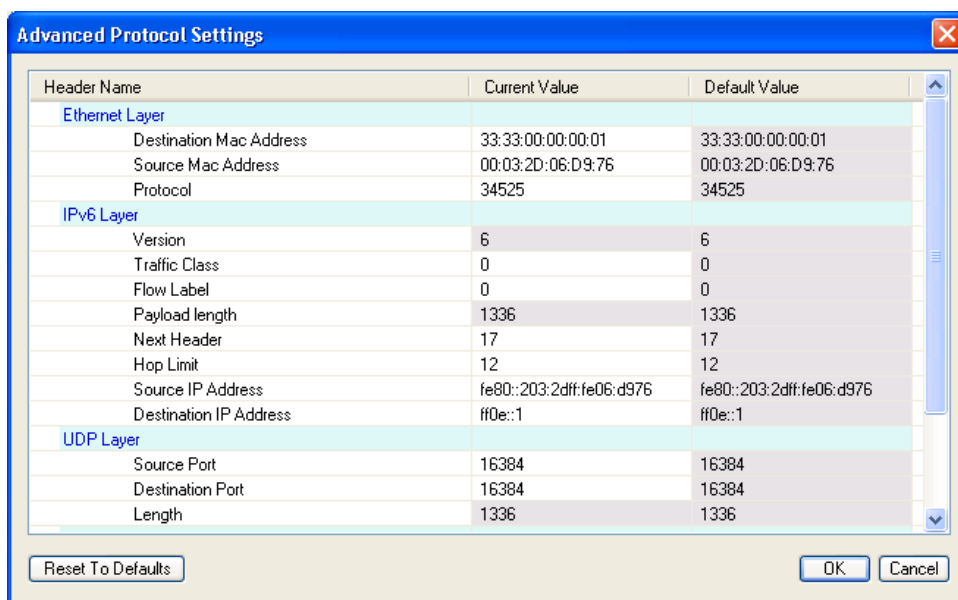 Advanced Protocol Settings
Header Name Current Value Default Value
Ethernet Layer
Destination Mac Address 33:33:00:00:00:01 33:33:00:00:00:01
Source Mac Address 00:03:2D:06:D9:76 00:03:2D:06:D9:76
Protocol 34525 34525
IPv6 Layer
Version 6 6
Traffic Class 0 0
Flow Label 0 0
Payload length 1336 1336
Next Header 17 17
Hop Limit 12 12
Source IP Address fe80::203:2dff:fe06:d976 fe80::203:2dff:fe06:d976
Destination IP Address ff0e::1 ff0e::1
UDP Layer
Source Port 16384 16384
Destination Port 16384 16384
Length 1336 1336
Reset To Defaults OK Cancel